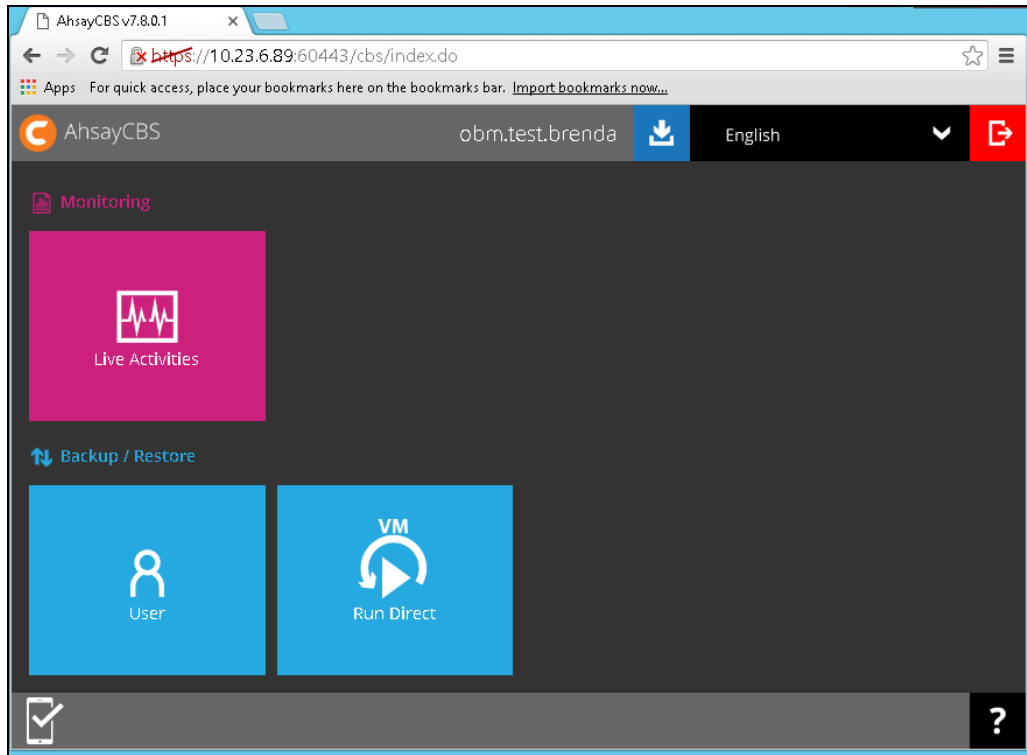 AhsayCBS v7.8.0.1
https://10.23.6.89:60443/cbs/index.do
Apps For quick access, place your bookmarks here on the bookmarks bar. Import bookmarks now...
AhsayCBS obm.test.brenda English
Monitoring
Live Activities
Backup / Restore
User
VM
Run Direct
?